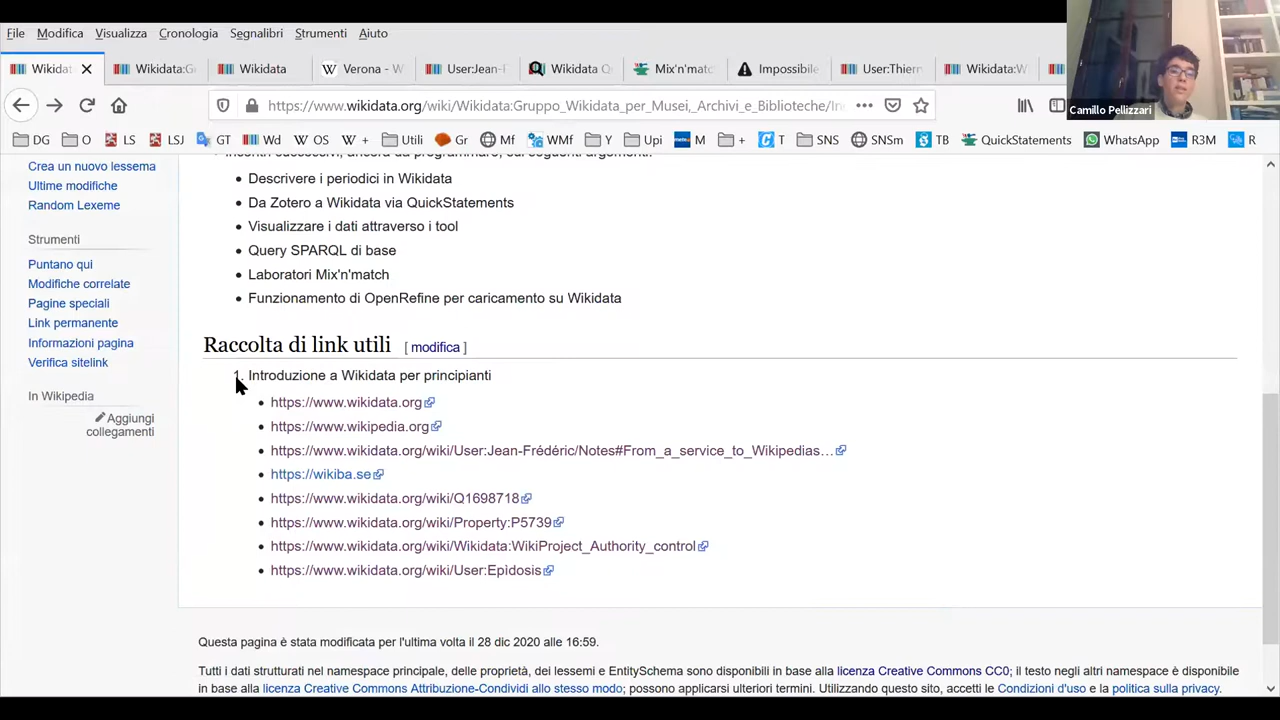 File Modifica Visualizza Cronologia Segnalibri Strumenti Aiuto
Wikidat Wikidata:G Wikidata Verona - W User:Jean-F Wikidata Q Mix'n'matc Impossibile User:Thierr Wikidata:W
https://www.wikidata.org/wiki/Wikidata:Gruppo_Wikidata_per_Musei,_Archivi_e_Biblioteche/In
Camillo Pellizzari
DG O LS LSJ GT Wd OS + Utili Gr Mf WMf Y Upi M + T SNS SNSm TB QuickStatements WhatsApp R3M R
Crea un nuovo lessema
Ultime modifiche
Random Lexeme
Strumenti
Puntano qui
Modifiche correlate
Pagine speciali
Link permanente
Informazioni pagina
Verifica sitelink
In Wikipedia
Aggiungi
collegamenti
Descrivere i periodici in Wikidata
Da Zotero a Wikidata via QuickStatements
Visualizzare i dati attraverso i tool
Query SPARQL di base
Laboratori Mix'n'match
Funzionamento di OpenRefine per caricamento su Wikidata
Raccolta di link utili [ modifica ]
1. Introduzione a Wikidata per principianti
https://www.wikidata.org
https://www.wikipedia.org
https://www.wikidata.org/wiki/User:Jean-Frédéric/Notes#From_a_service_to_Wikipedias…
https://wikiba.se
https://www.wikidata.org/wiki/Q1698718
https://www.wikidata.org/wiki/Property:P5739
https://www.wikidata.org/wiki/Wikidata:WikiProject_Authority_control
https://www.wikidata.org/wiki/User:Epìdosis
Questa pagina è stata modificata per l'ultima volta il 28 dic 2020 alle 16:59.
Tutti i dati strutturati nel namespace principale, delle proprietà, dei lessemi e EntitySchema sono disponibili in base alla licenza Creative Commons CC0; il testo negli altri namespace è disponibile
in base alla licenza Creative Commons Attribuzione-Condividi allo stesso modo; possono applicarsi ulteriori termini. Utilizzando questo sito, accetti le Condizioni d'uso e la politica sulla privacy.